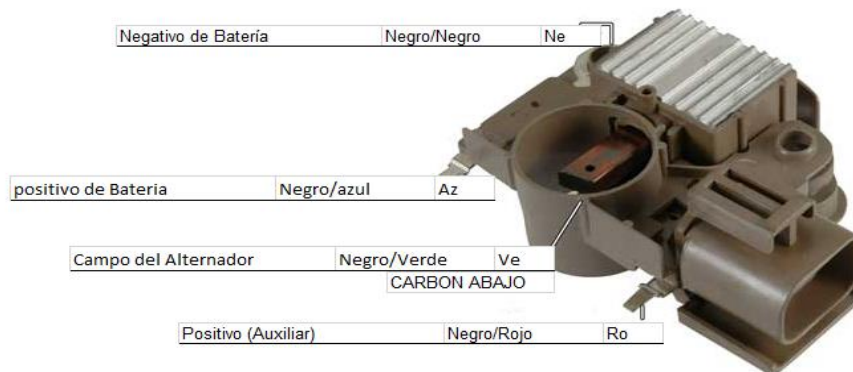 Negativo de Batería Negro/Negro Ne
positivo de Bateria Negro/azul Az
Campo del Alternador Negro/Verde Ve
CARBON ABAJO
Positivo (Auxiliar) Negro/Rojo Ro